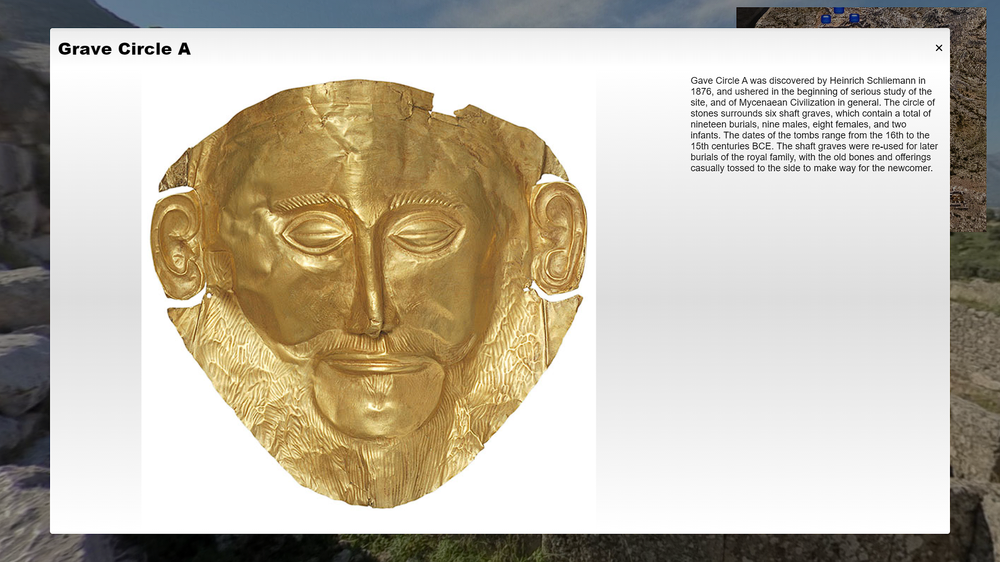 Grave Circle A
Gave Circle A was discovered by Heinrich Schliemann in
1876, and ushered in the beginning of serious study of the
site, and of Mycenaean Civilization in general. The circle of
stones surrounds six shaft graves, which contain a total of
nineteen burials, nine males, eight females, and two
infants. The dates of the tombs range from the 16th to the
15th centuries BCE. The shaft graves were re-used for later
burials of the royal family, with the old bones and offerings
casually tossed to the side to make way for the newcomer.